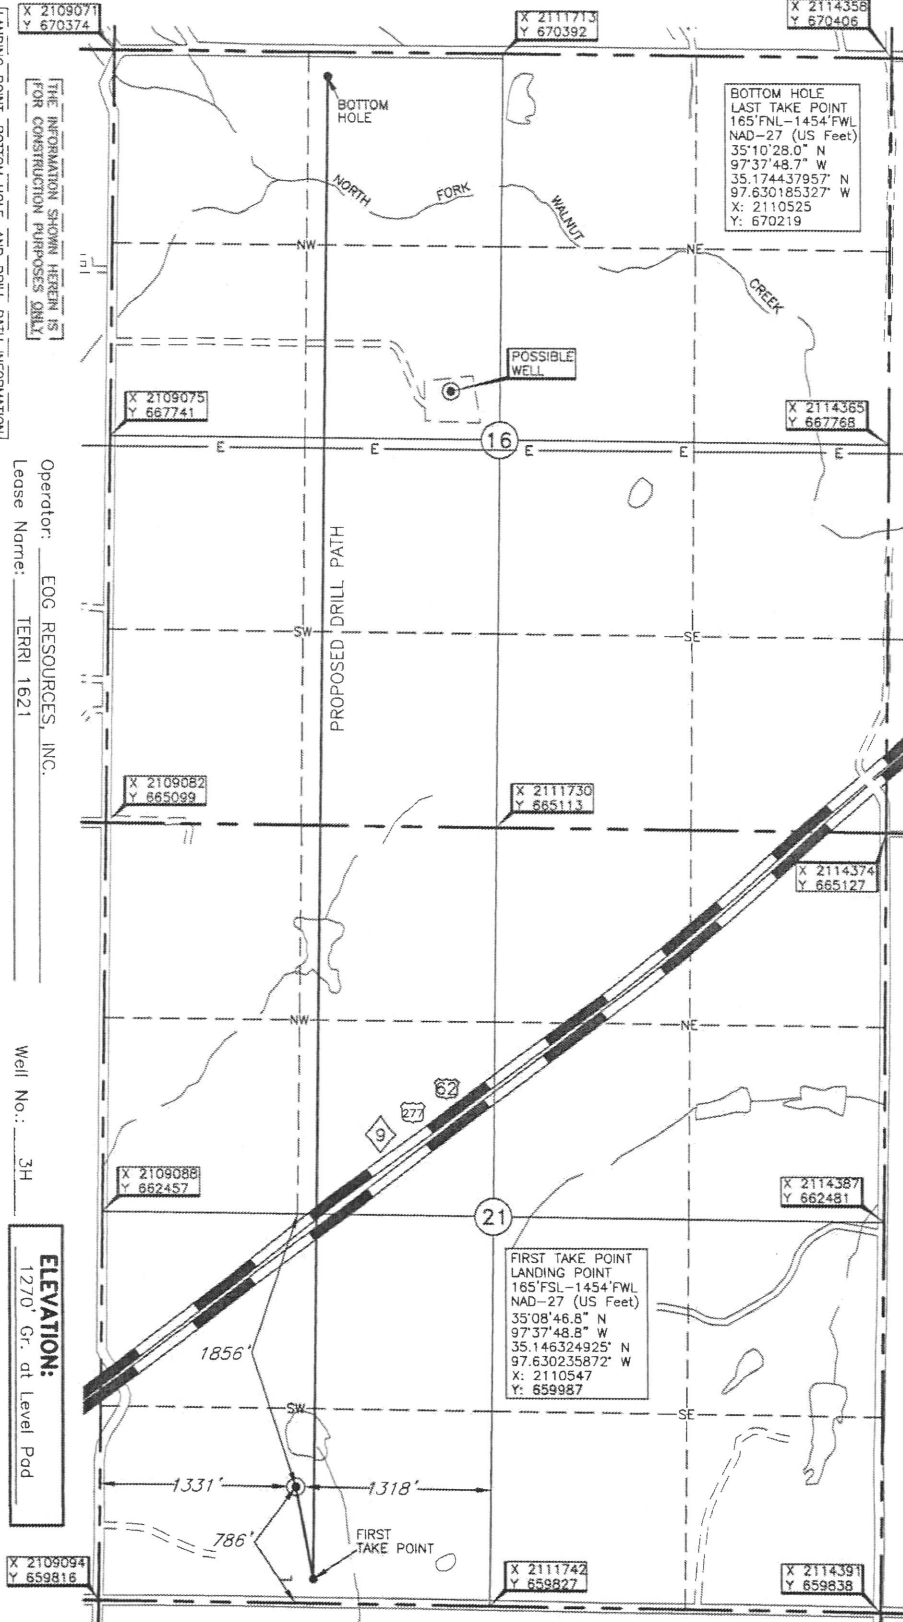 X 2109071
Y 670374
X 2111713
Y 670392
X 2114358
Y 670406
BOTTOM
HOLE
BOTTOM HOLE
LAST TAKE POINT
165'FNL-1454'FWL
NAD-27 (US Feet)
35°10'28.0" N
97°37'48.7" W
35.174437957° N
97.630185327° W
X: 2110525
Y: 670219
THE INFORMATION SHOWN HEREIN IS
FOR CONSTRUCTION PURPOSES ONLY.
NORTH FORK WALNUT CREEK
NW
NE
POSSIBLE
WELL
X 2109075
Y 667741
X 2114365
Y 667768
16
E E E E E
PROPOSED DRILL PATH
SW
SE
Operator: EOG RESOURCES, INC.
Lease Name: TERRI 1621
Well No.: 3H
X 2109082
Y 665099
X 2111730
Y 665113
X 2114374
Y 665127
NW
NE
62
277
9
X 2109088
Y 662457
X 2114387
Y 662481
21
FIRST TAKE POINT
LANDING POINT
165'FSL-1454'FWL
NAD-27 (US Feet)
35°08'46.8" N
97°37'48.8" W
35.146324925° N
97.630235872° W
X: 2110547
Y: 659987
ELEVATION:
1270' Gr. at Level Pad
1856'
SW
SE
1331'
1318'
786'
FIRST
TAKE POINT
X 2109094
Y 659816
X 2111742
Y 659827
X 2114391
Y 659838